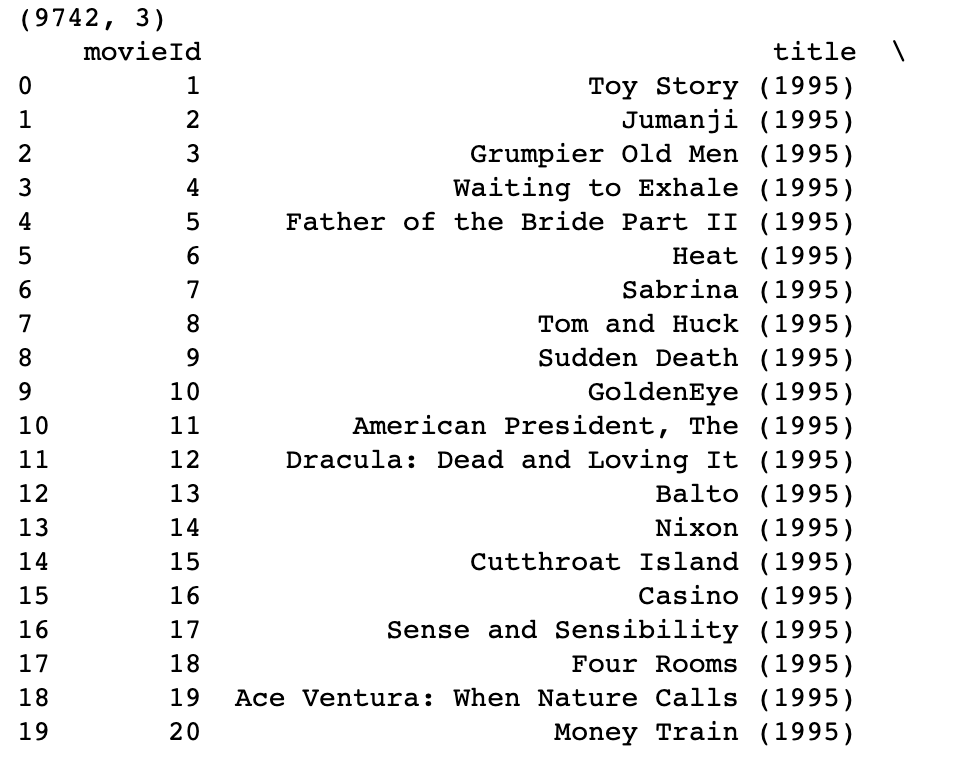 (9742, 3)
movieId title \
0 1 Toy Story (1995)
1 2 Jumanji (1995)
2 3 Grumpier Old Men (1995)
3 4 Waiting to Exhale (1995)
4 5 Father of the Bride Part II (1995)
5 6 Heat (1995)
6 7 Sabrina (1995)
7 8 Tom and Huck (1995)
8 9 Sudden Death (1995)
9 10 GoldenEye (1995)
10 11 American President, The (1995)
11 12 Dracula: Dead and Loving It (1995)
12 13 Balto (1995)
13 14 Nixon (1995)
14 15 Cutthroat Island (1995)
15 16 Casino (1995)
16 17 Sense and Sensibility (1995)
17 18 Four Rooms (1995)
18 19 Ace Ventura: When Nature Calls (1995)
19 20 Money Train (1995)